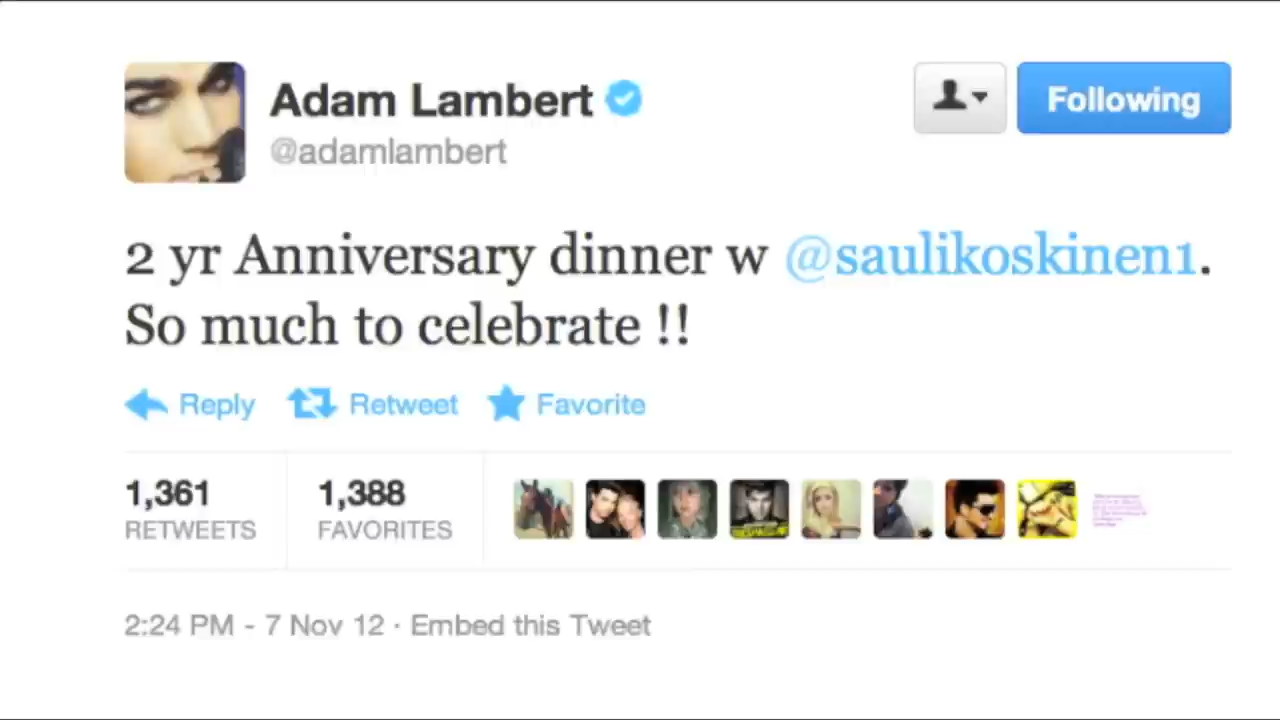 Adam Lambert
@adamlambert
Following
2 yr Anniversary dinner w @saulikoskinen1.
So much to celebrate !!
Reply Retweet Favorite
1,361 1,388
RETWEETS FAVORITES
2:24 PM - 7 Nov 12 · Embed this Tweet